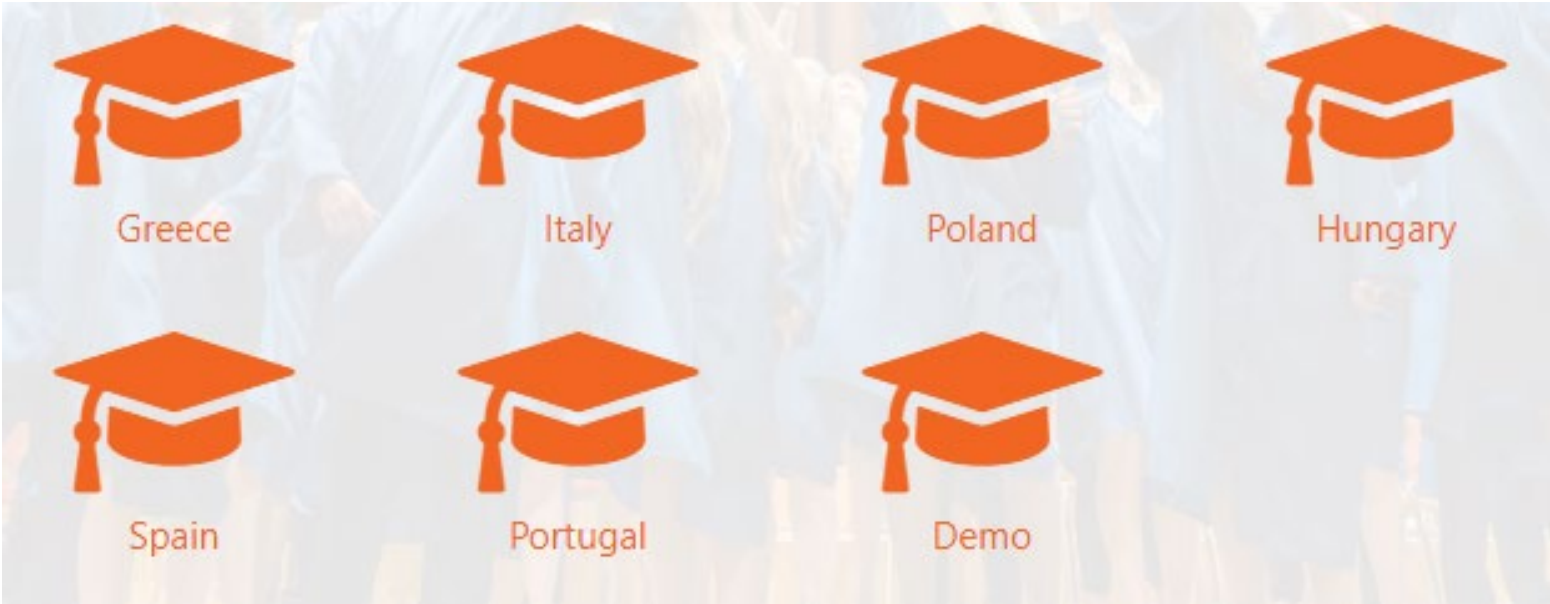 Greece
Italy
Poland
Hungary
Spain
Portugal
Demo